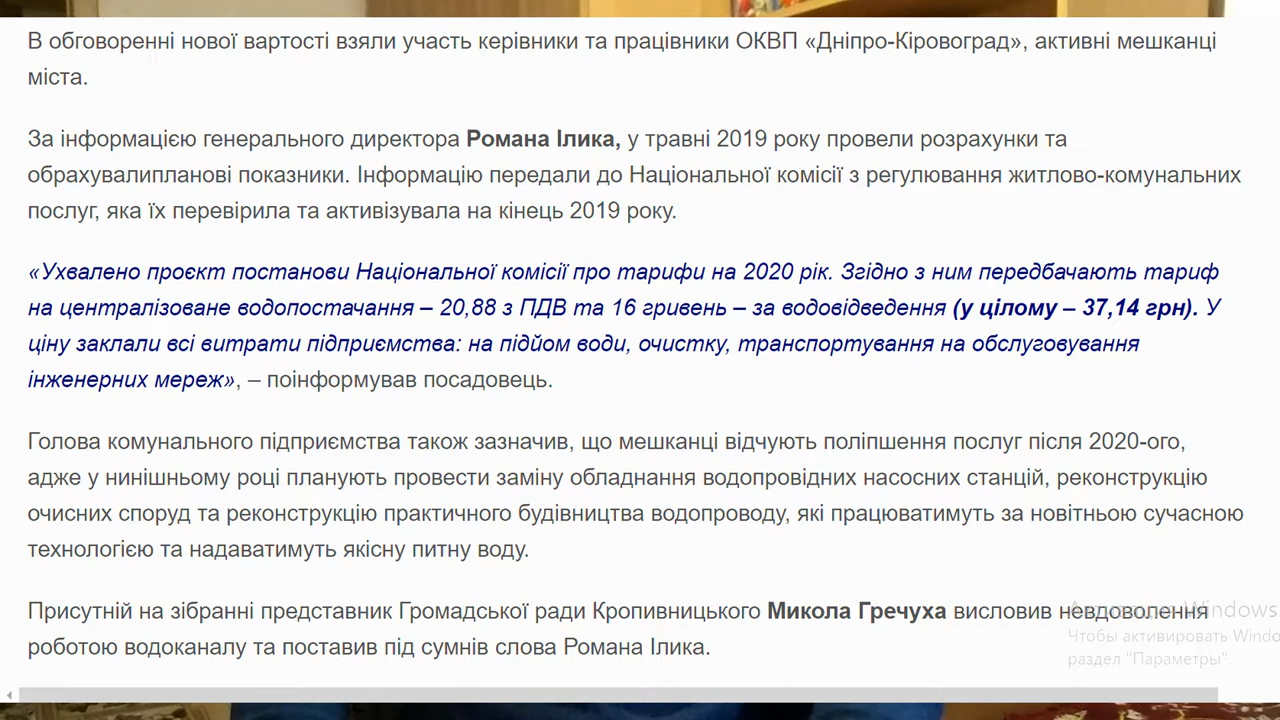 В обговоренні нової вартості взяли участь керівники та працівники ОКВП «Дніпро-Кіровоград», активні мешканці
міста.
За інформацією генерального директора Романа Ілика, у травні 2019 року провели розрахунки та
обрахувалипланові показники. Інформацію передали до Національної комісії з регулювання житлово-комунальних
послуг, яка їх перевірила та активізувала на кінець 2019 року.
«Ухвалено проєкт постанови Національної комісії про тарифи на 2020 рік. Згідно з ним передбачають тариф
на централізоване водопостачання – 20,88 з ПДВ та 16 гривень – за водовідведення (у цілому – 37,14 грн). У
ціну заклали всі витрати підприємства: на підйом води, очистку, транспортування на обслуговування
інженерних мереж», – поінформував посадовець.
Голова комунального підприємства також зазначив, що мешканці відчують поліпшення послуг після 2020-ого,
адже у нинішньому році планують провести заміну обладнання водопровідних насосних станцій, реконструкцію
очисних споруд та реконструкцію практичного будівництва водопроводу, які працюватимуть за новітньою сучасною
технологією та надаватимуть якісну питну воду.
Присутній на зібранні представник Громадської ради Кропивницького Микола Гречуха висловив невдоволення
роботою водоканалу та поставив під сумнів слова Романа Ілика.
Активация Windows
Чтобы активировать Windo
раздел "Параметры".